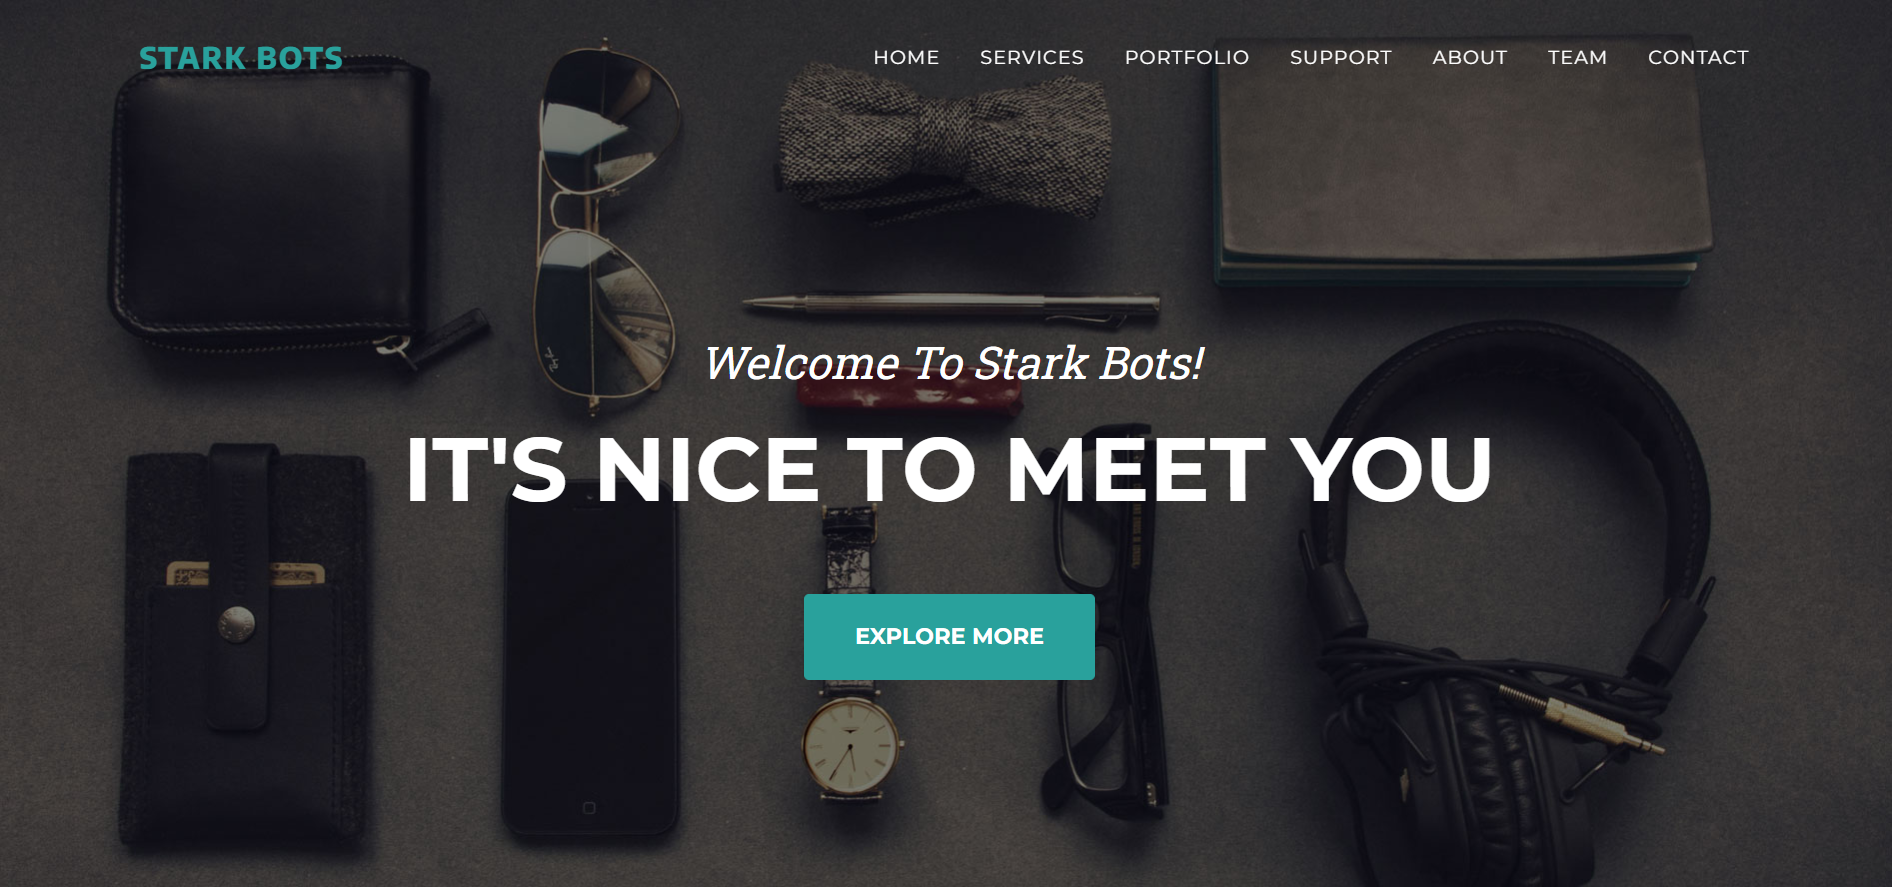 STARK BOTS
HOME SERVICES PORTFOLIO SUPPORT ABOUT TEAM CONTACT
Welcome To Stark Bots!
IT'S NICE TO MEET YOU
EXPLORE MORE